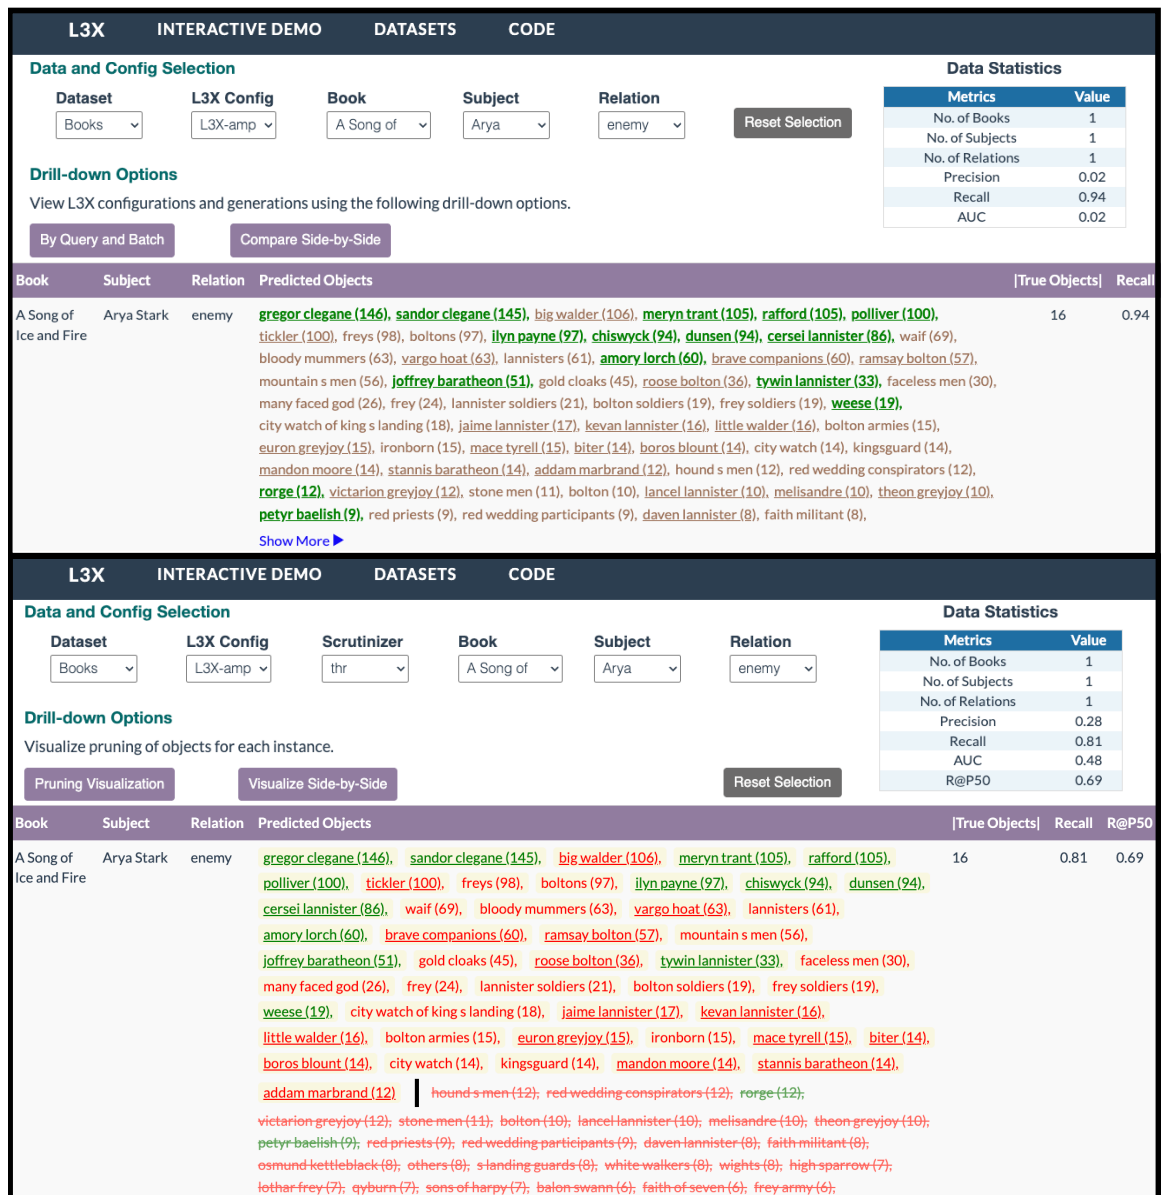 L3X INTERACTIVE DEMO DATASETS CODE
Data and Config Selection
Data Statistics
Dataset L3X Config Book Subject Relation
Books L3X-amp A Song of Arya enemy Reset Selection
Metrics Value
No. of Books 1
No. of Subjects 1
No. of Relations 1
Precision 0.02
Recall 0.94
AUC 0.02
Drill-down Options
View L3X configurations and generations using the following drill-down options.
By Query and Batch Compare Side-by-Side
Book Subject Relation Predicted Objects |True Objects| Recall
A Song of Ice and Fire Arya Stark enemy 16 0.94
gregor clegane (146), sandor clegane (145), big walder (106), meryn trant (105), rafford (105), polliver (100),
tickler (100), freys (98), boltons (97), ilyn payne (97), chiswyck (94), dunsen (94), cersei lannister (86), waif (69),
bloody mummers (63), vargo hoat (63), lannisters (61), amory lorch (60), brave companions (60), ramsay bolton (57),
mountain s men (56), joffrey baratheon (51), gold cloaks (45), roose bolton (36), tywin lannister (33), faceless men (30),
many faced god (26), frey (24), lannister soldiers (21), bolton soldiers (19), frey soldiers (19), weese (19),
city watch of king s landing (18), jaime lannister (17), kevan lannister (16), little walder (16), bolton armies (15),
euron greyjoy (15), ironborn (15), mace tyrell (15), biter (14), boros blount (14), city watch (14), kingsguard (14),
mandon moore (14), stannis baratheon (14), addam marbrand (12), hound s men (12), red wedding conspirators (12),
rorge (12), victarion greyjoy (12), stone men (11), bolton (10), lancel lannister (10), melisandre (10), theon greyjoy (10),
petyr baelish (9), red priests (9), red wedding participants (9), daven lannister (8), faith militant (8),
Show More ▶
L3X INTERACTIVE DEMO DATASETS CODE
Data and Config Selection
Data Statistics
Dataset L3X Config Scrutinizer Book Subject Relation
Books L3X-amp thr A Song of Arya enemy
Metrics Value
No. of Books 1
No. of Subjects 1
No. of Relations 1
Precision 0.28
Recall 0.81
AUC 0.48
R@P50 0.69
Drill-down Options
Visualize pruning of objects for each instance.
Pruning Visualization Visualize Side-by-Side Reset Selection
Book Subject Relation Predicted Objects |True Objects| Recall R@P50
A Song of Ice and Fire Arya Stark enemy 16 0.81 0.69
gregor clegane (146), sandor clegane (145), big walder (106), meryn trant (105), rafford (105),
polliver (100), tickler (100), freys (98), boltons (97), ilyn payne (97), chiswyck (94), dunsen (94),
cersei lannister (86), waif (69), bloody mummers (63), vargo hoat (63), lannisters (61),
amory lorch (60), brave companions (60), ramsay bolton (57), mountain s men (56),
joffrey baratheon (51), gold cloaks (45), roose bolton (36), tywin lannister (33), faceless men (30),
many faced god (26), frey (24), lannister soldiers (21), bolton soldiers (19), frey soldiers (19),
weese (19), city watch of king s landing (18), jaime lannister (17), kevan lannister (16),
little walder (16), bolton armies (15), euron greyjoy (15), ironborn (15), mace tyrell (15), biter (14),
boros blount (14), city watch (14), kingsguard (14), mandon moore (14), stannis baratheon (14),
addam marbrand (12) hound s men (12), red wedding conspirators (12), rorge (12),
victarion greyjoy (12), stone men (11), bolton (10), lancel lannister (10), melisandre (10), theon greyjoy (10),
petyr baelish (9), red priests (9), red wedding participants (9), daven lannister (8), faith militant (8),
osmund kettleblack (8), others (8), s landing guards (8), white walkers (8), wights (8), high sparrow (7),
lothar frey (7), qyburn (7), sons of harpy (7), balon swann (6), faith of seven (6), frey army (6),